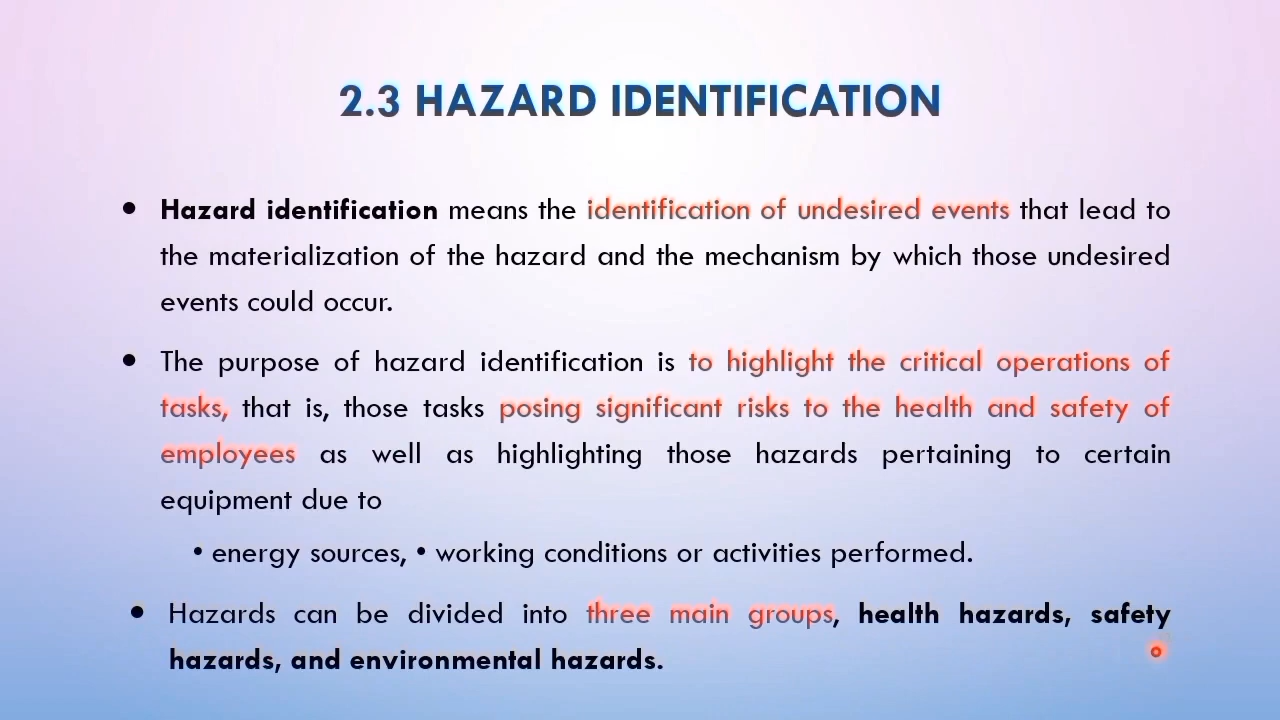 2.3 HAZARD IDENTIFICATION
• Hazard identification means the identification of undesired events that lead to
the materialization of the hazard and the mechanism by which those undesired
events could occur.
• The purpose of hazard identification is to highlight the critical operations of
tasks, that is, those tasks posing significant risks to the health and safety of
employees as well as highlighting those hazards pertaining to certain
equipment due to
• energy sources, • working conditions or activities performed.
• Hazards can be divided into three main groups, health hazards, safety
hazards, and environmental hazards.